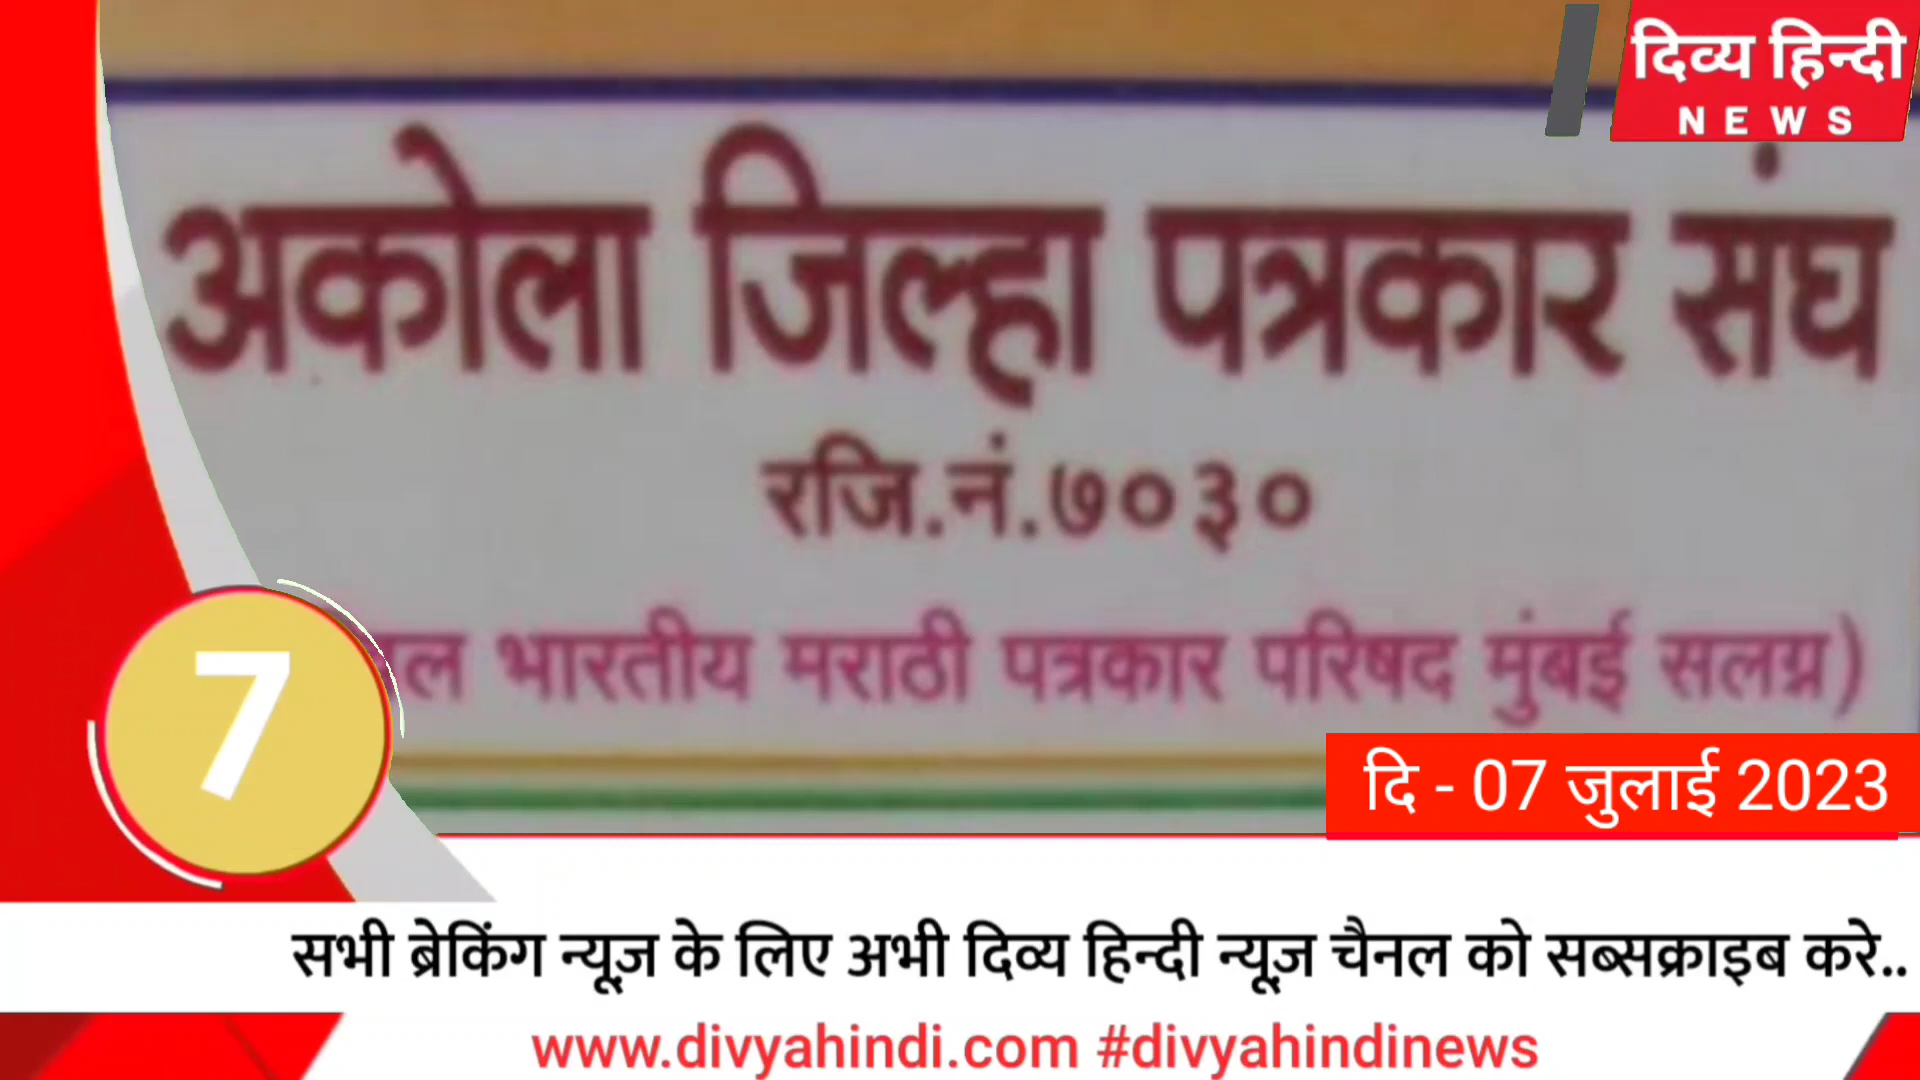 दिव्य हिन्दी
NEWS
अकोला जिल्हा पत्रकार संघ
रजि.नं.७०३०
भारतीय मराठी पत्रकार परिषद मुंबई सलग्न)
7
दि - 07 जुलाई 2023
सभी ब्रेकिंग न्यूज़ के लिए अभी दिव्य हिन्दी न्यूज़ चैनल को सब्सक्राइब करे..
www.divyahindi.com #divyahindinews